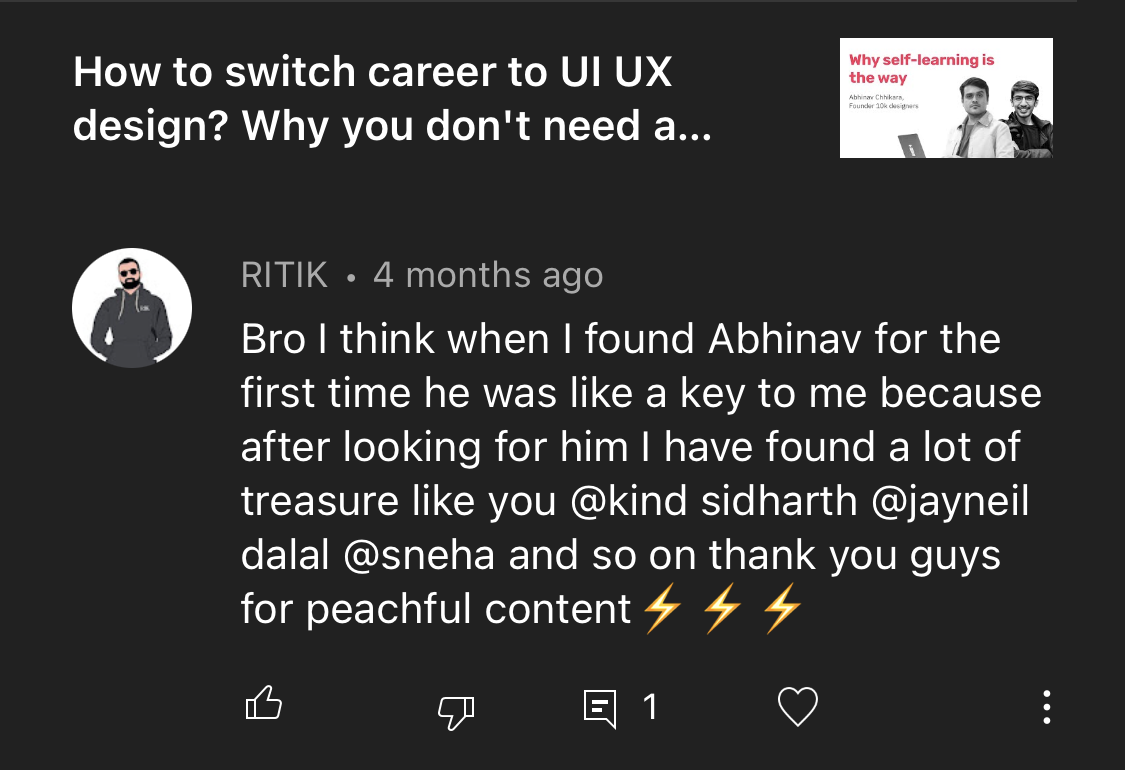 How to switch career to UI UX
design? Why you don't need a...
Why self-learning is
the way
Abhinav Chhikara,
Founder 10k designers
RITIK • 4 months ago
Bro I think when I found Abhinav for the
first time he was like a key to me because
after looking for him I have found a lot of
treasure like you @kind sidharth @jayneil
dalal @sneha and so on thank you guys
for peachful content⚡⚡⚡
1